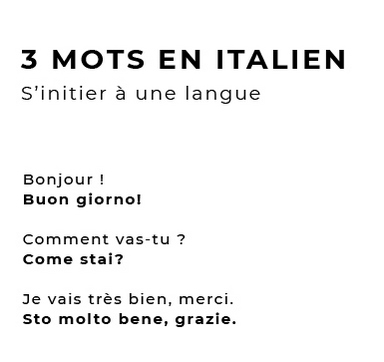 3 MOTS EN ITALIEN
S'initier à une langue
Bonjour !
Buon giorno!
Comment vas-tu ?
Come stai?
Je vais très bien, merci.
Sto molto bene, grazie.